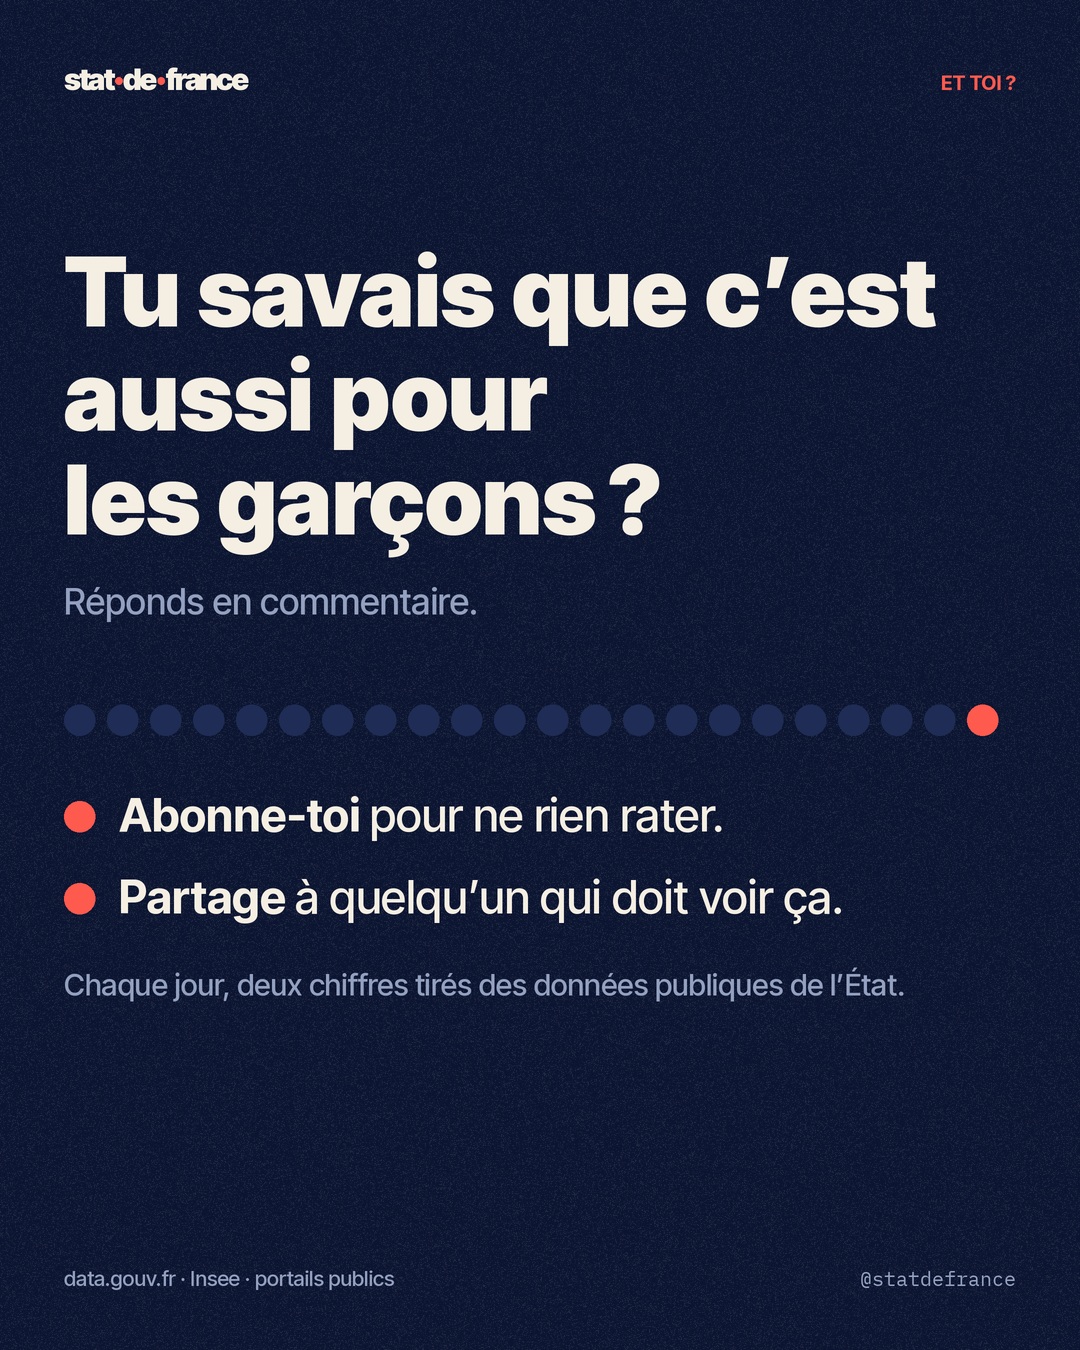 stat•de•france
ET TOI ?
Tu savais que c’est
aussi pour
les garçons ?
Réponds en commentaire.
Abonne-toi pour ne rien rater.
Partage à quelqu’un qui doit voir ça.
Chaque jour, deux chiffres tirés des données publiques de l’État.
data.gouv.fr · Insee · portails publics
@statdefrance